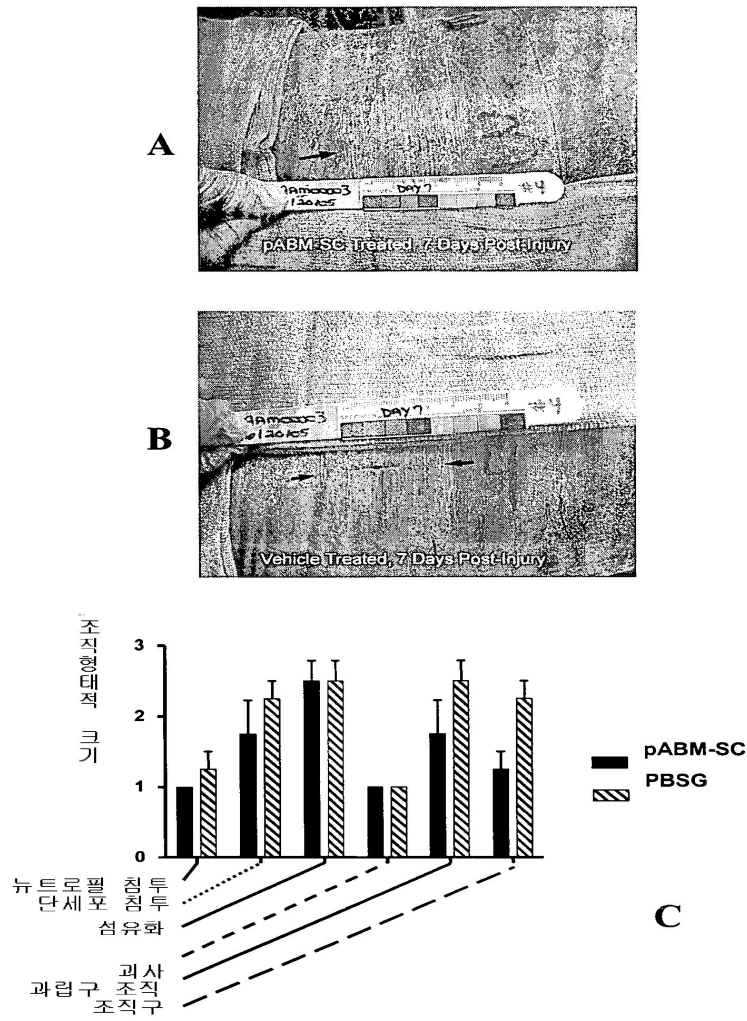 A
DAY 7
#4
pABM-SC Treated, 7 Days Post-Injury
B
DAY 7
#4
Vehicle Treated, 7 Days Post-Injury
조직형태적 크기
3
2
1
0
pABM-SC
PBSG
뉴트로필 침투
단세포 침투
섬유화
괴사
과립구 조직
조직구
C